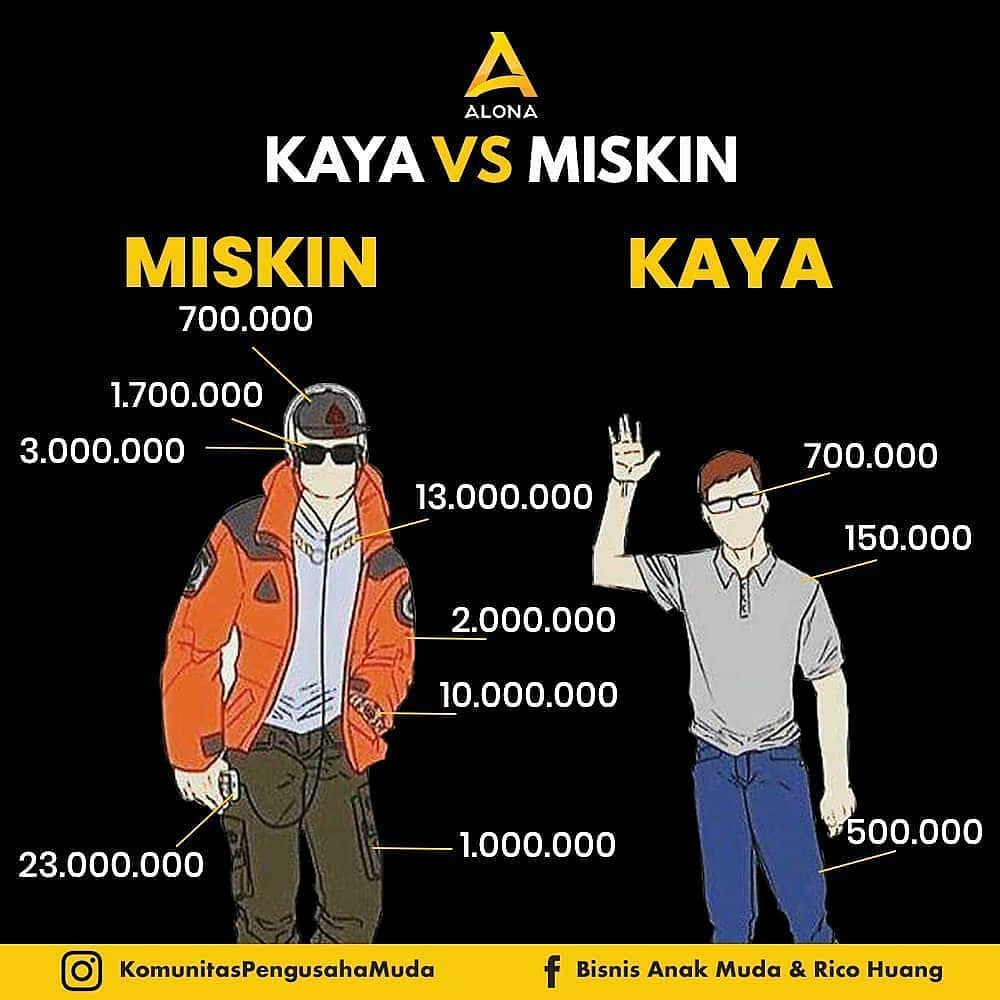 ALONA
KAYA VS MISKIN
MISKIN
700.000
1.700.000
3.000.000
13.000.000
2.000.000
10.000.000
23.000.000
1.000.000
KAYA
700.000
150.000
500.000
KomunitasPengusahaMuda
Bisnis Anak Muda & Rico Huang